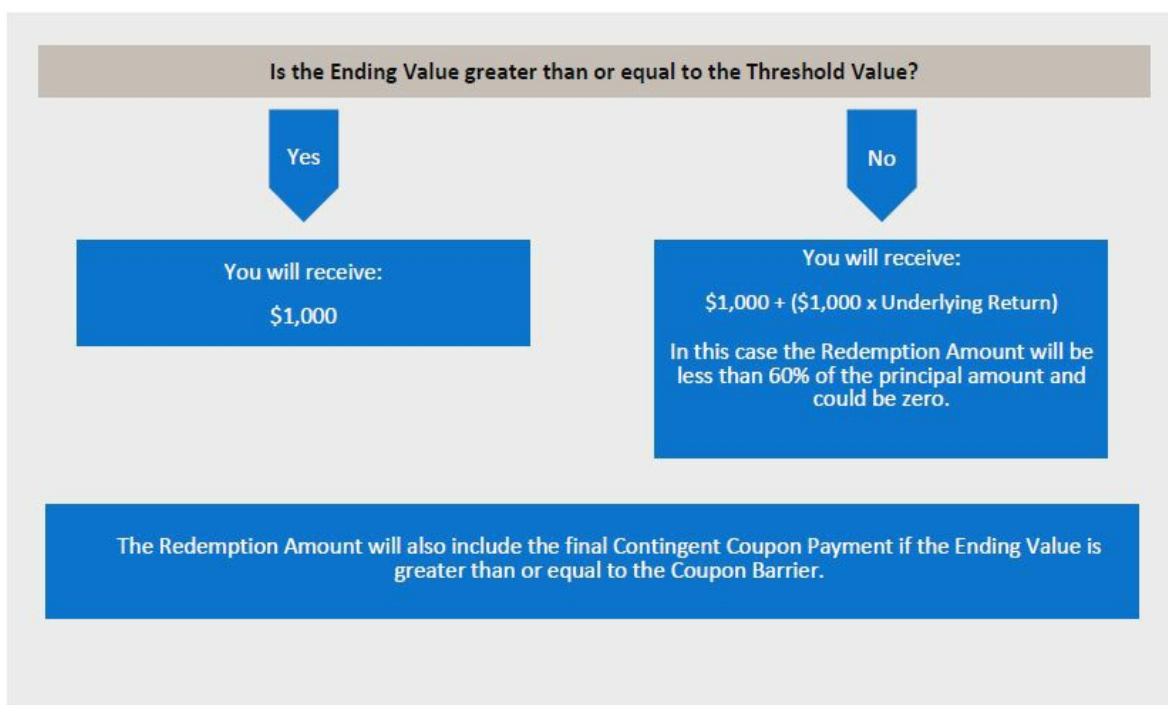 Is the Ending Value greater than or equal to the Threshold Value?
Yes
No
You will receive:
$1,000
You will receive:
$1,000 + ($1,000 x Underlying Return)
In this case the Redemption Amount will be
less than 60% of the principal amount and
could be zero.
The Redemption Amount will also include the final Contingent Coupon Payment if the Ending Value is
greater than or equal to the Coupon Barrier.